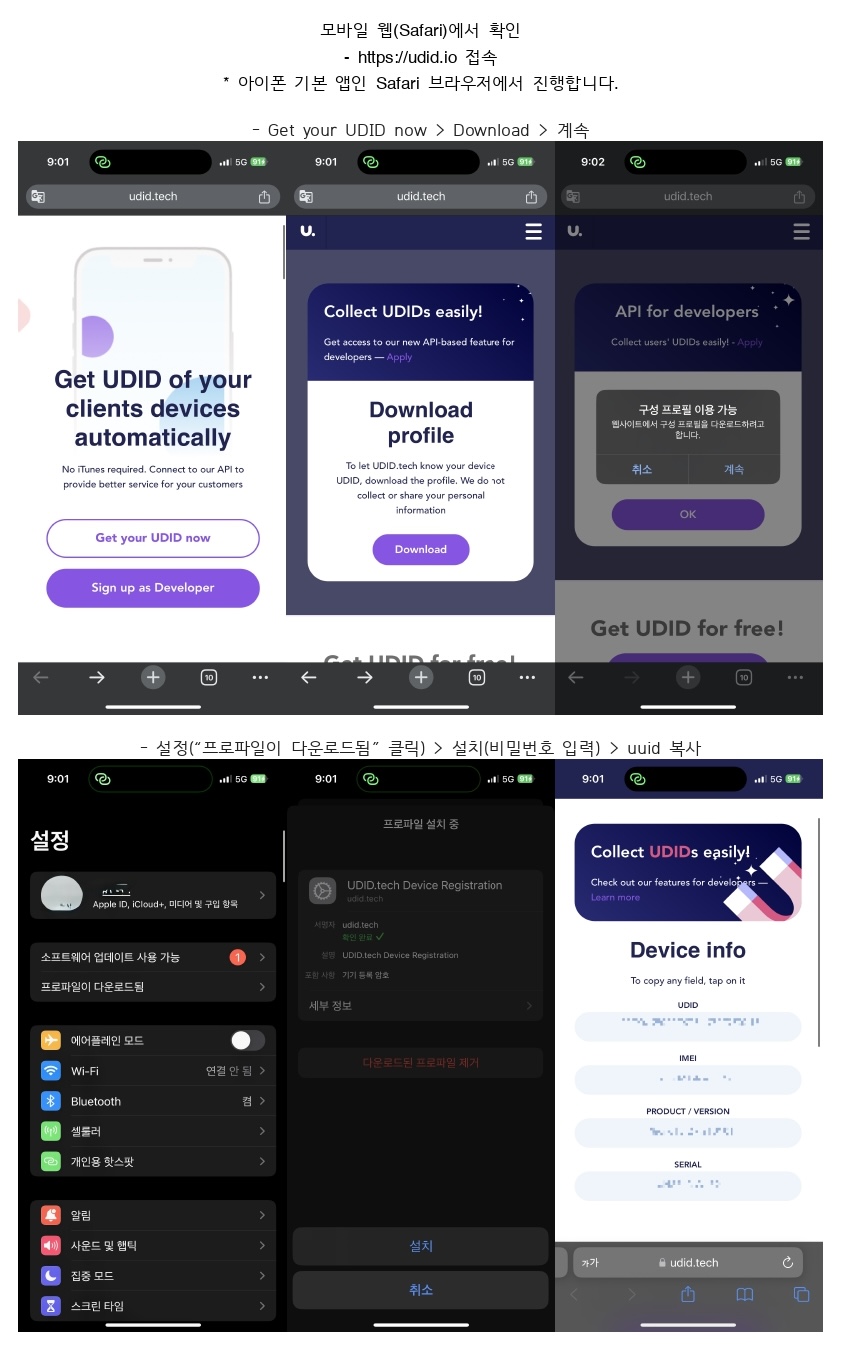 모바일 웹(Safari)에서 확인
- https://udid.io 접속
* 아이폰 기본 앱인 Safari 브라우저에서 진행합니다.
- Get your UDID now > Download > 계속
9:01
5G 91
udid.tech
Get UDID of your
clients devices
automatically
No iTunes required. Connect to our API to
provide better service for your customers
Get your UDID now
Sign up as Developer
10
9:01
5G 91
udid.tech
U.
Collect UDIDs easily!
Get access to our new API-based feature for
developers — Apply
Download
profile
To let UDID.tech know your device
UDID, download the profile. We do not
collect or share your personal
information
Download
Get UDID for free!
10
9:02
5G 91
udid.tech
U.
API for developers
Collect users' UDIDs easily! - Apply
구성 프로필 이용 가능
웹사이트에서 구성 프로필을 다운로드하려고
합니다.
취소
계속
OK
Get UDID for free!
10
- 설정(“프로파일이 다운로드됨” 클릭) > 설치(비밀번호 입력) > uuid 복사
9:01
5G 91
설정
Apple ID, iCloud+, 미디어 및 구입 항목
소프트웨어 업데이트 사용 가능 1
프로파일이 다운로드됨
에어플레인 모드
Wi-Fi 연결 안 됨
Bluetooth 켬
셀룰러
개인용 핫스팟
알림
사운드 및 햅틱
집중 모드
스크린 타임
9:01
5G 91
프로파일 설치 중
UDID.tech Device Registration
udid.tech
서명자 udid.tech
확인 완료
설명 UDID.tech Device Registration
포함 사항 기기 등록 암호
세부 정보
다운로드된 프로파일 제거
설치
취소
9:01
5G 91
Collect UDIDs easily!
Check out our features for developers —
Learn more
Device info
To copy any field, tap on it
UDID
IMEI
PRODUCT / VERSION
SERIAL
가가
udid.tech